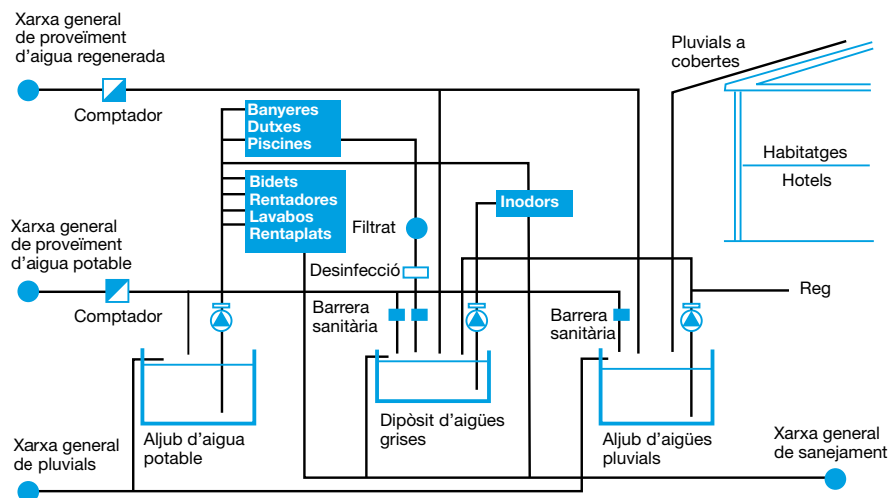 Xarxa general
de proveïment
d'aigua regenerada
Comptador
Banyeres
Dutxes
Piscines
Bidets
Rentadores
Lavabos
Rentaplats
Filtrat
Desinfecció
Inodors
Pluvials a
cobertes
Habitatges
Hotels
Xarxa general
de proveïment
d'aigua potable
Comptador
Barrera
sanitària
Barrera
sanitària
Reg
Aljub d'aigua
potable
Dipòsit d'aigües
grises
Aljub d'aigües
pluvials
Xarxa general
de pluvials
Xarxa general
de sanejament